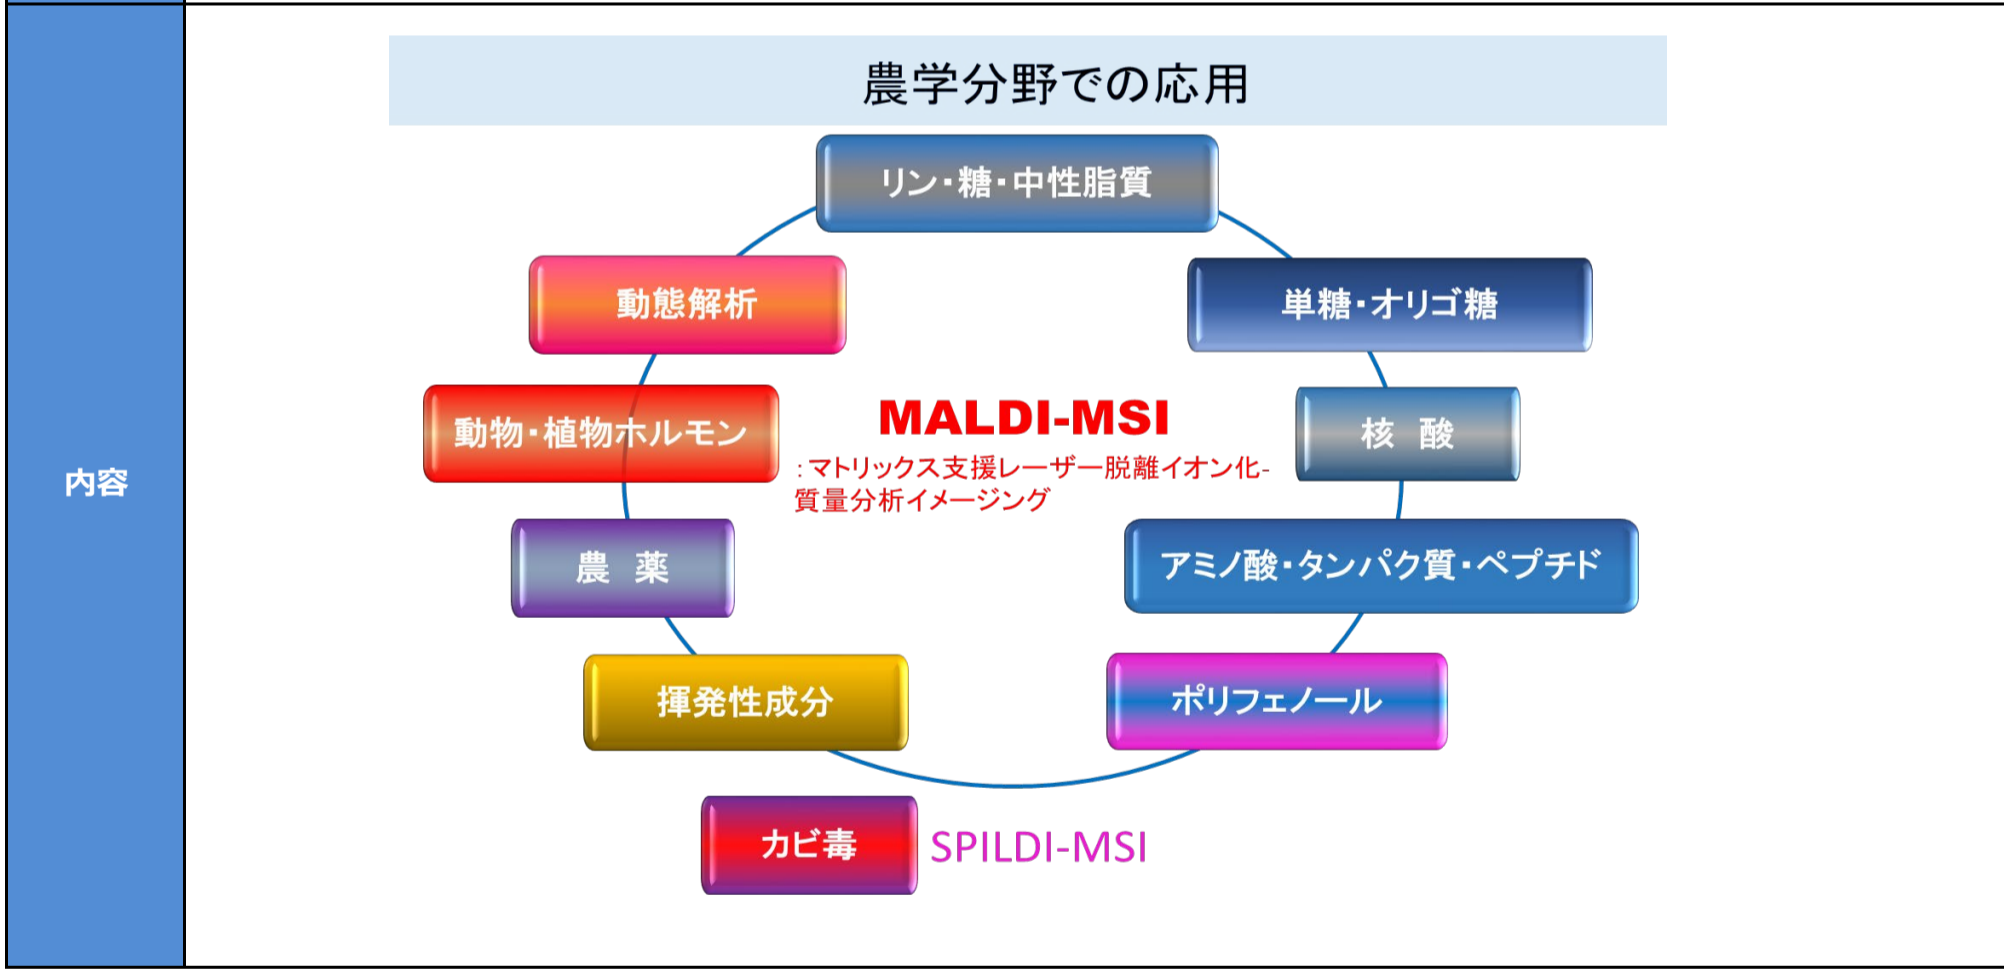 内容
農学分野での応用
リン・糖・中性脂質
動態解析
単糖・オリゴ糖
動物・植物ホルモン
MALDI-MSI
：マトリックス支援レーザー脱離イオン化-
質量分析イメージング
核　酸
農　薬
アミノ酸・タンパク質・ペプチド
揮発性成分
ポリフェノール
カビ毒
SPILDI-MSI